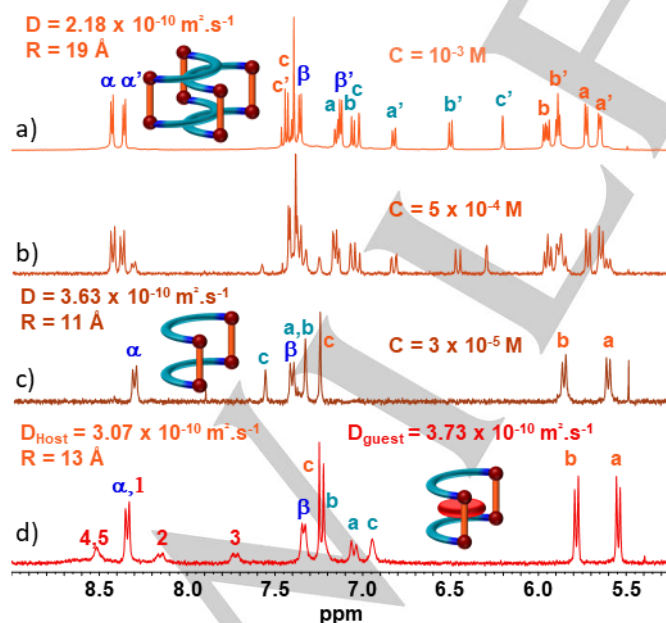 D = 2.18 x 10⁻¹⁰ m².s⁻¹
R = 19 Å
C = 10⁻³ M
α α' c c' β β' a b c a' b' c' b b' a a'
a)
C = 5 x 10⁻⁴ M
b)
D = 3.63 x 10⁻¹⁰ m².s⁻¹
R = 11 Å
C = 3 x 10⁻⁵ M
α c β a,b c b a
c)
D_Host = 3.07 x 10⁻¹⁰ m².s⁻¹
D_guest = 3.73 x 10⁻¹⁰ m².s⁻¹
R = 13 Å
4,5 α,1 2 3 β c b a c b a
d)
8.5 8.0 7.5 7.0 6.5 6.0 5.5
ppm